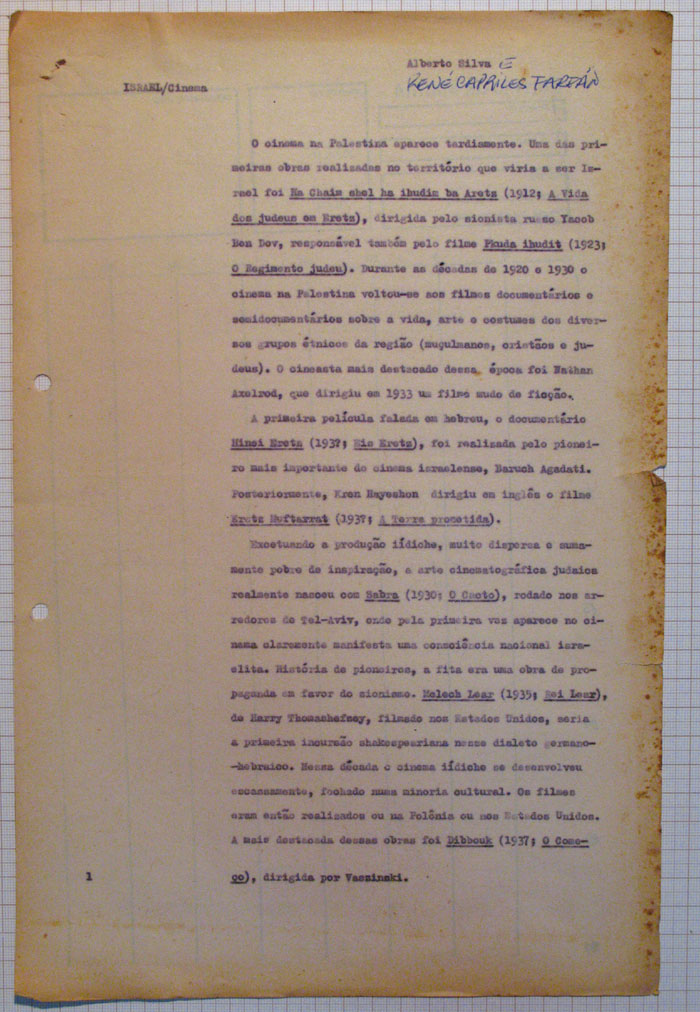 Alberto Silva E
RENÉ CAPRILES FARFÁN
ISRAEL/Cinema
O cinema na Palestina aparece tardiamente. Uma das pri-
meiras obras realizadas no território que viria a ser Is-
rael foi Ha Chaim shel ha ihudim ba Aretz (1912; A Vida
dos judeus em Eretz), dirigida pelo sionista russo Yacob
Ben Dov, responsável também pelo filme Pkuda ihudit (1923;
O Regimento judeu). Durante as décadas de 1920 e 1930 o
cinema na Palestina voltou-se aos filmes documentários e
semidocumentários sobre a vida, arte e costumes dos diver-
sos grupos étnicos da região (muçulmanos, cristãos e ju-
deus). O cineasta mais destacado dessa época foi Nathan
Axelrod, que dirigiu em 1933 um filme mudo de ficção.
A primeira película falada em hebreu, o documentário
Hinei Eretz (193?; Eis Eretz), foi realizada pelo pionei-
ro mais importante do cinema israelense, Baruch Agadati.
Posteriormente, Kren Hayeshon dirigiu em inglês o filme
Eretz Muftarrat (1937; A Terra prometida).
Excetuando a produção iídiche, muito dispersa e suma-
mente pobre de inspiração, a arte cinematográfica judaica
realmente nasceu com Sabra (1930; O Cacto), rodado nos ar-
redores de Tel-Aviv, onde pela primeira vez aparece no ci-
nema claramente manifesta uma consciência nacional isra-
elita. História de pioneiros, a fita era uma obra de pro-
paganda em favor do sionismo. Melech Lear (1935; Rei Lear),
de Harry Thomashefsay, filmado nos Estados Unidos, seria
a primeira incursão shakespeariana nesse dialeto germano-
-hebraico. Nessa década o cinema iídiche se desenvolveu
escassamente, fechado numa minoria cultural. Os filmes
eram então realizados ou na Polônia ou nos Estados Unidos.
A mais destacada dessas obras foi Dibbouk (1937; O Come-
ço), dirigida por Vaszinski.
1